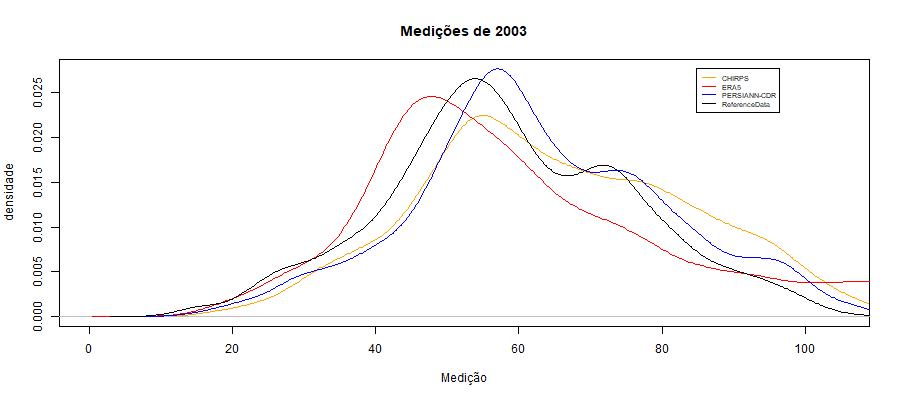 Medições de 2003
densidade
0.025
0.020
0.015
0.010
0.005
0.000
CHIRPS
ERA5
PERSIANN-CDR
ReferenceData
0 20 40 60 80 100
Medição